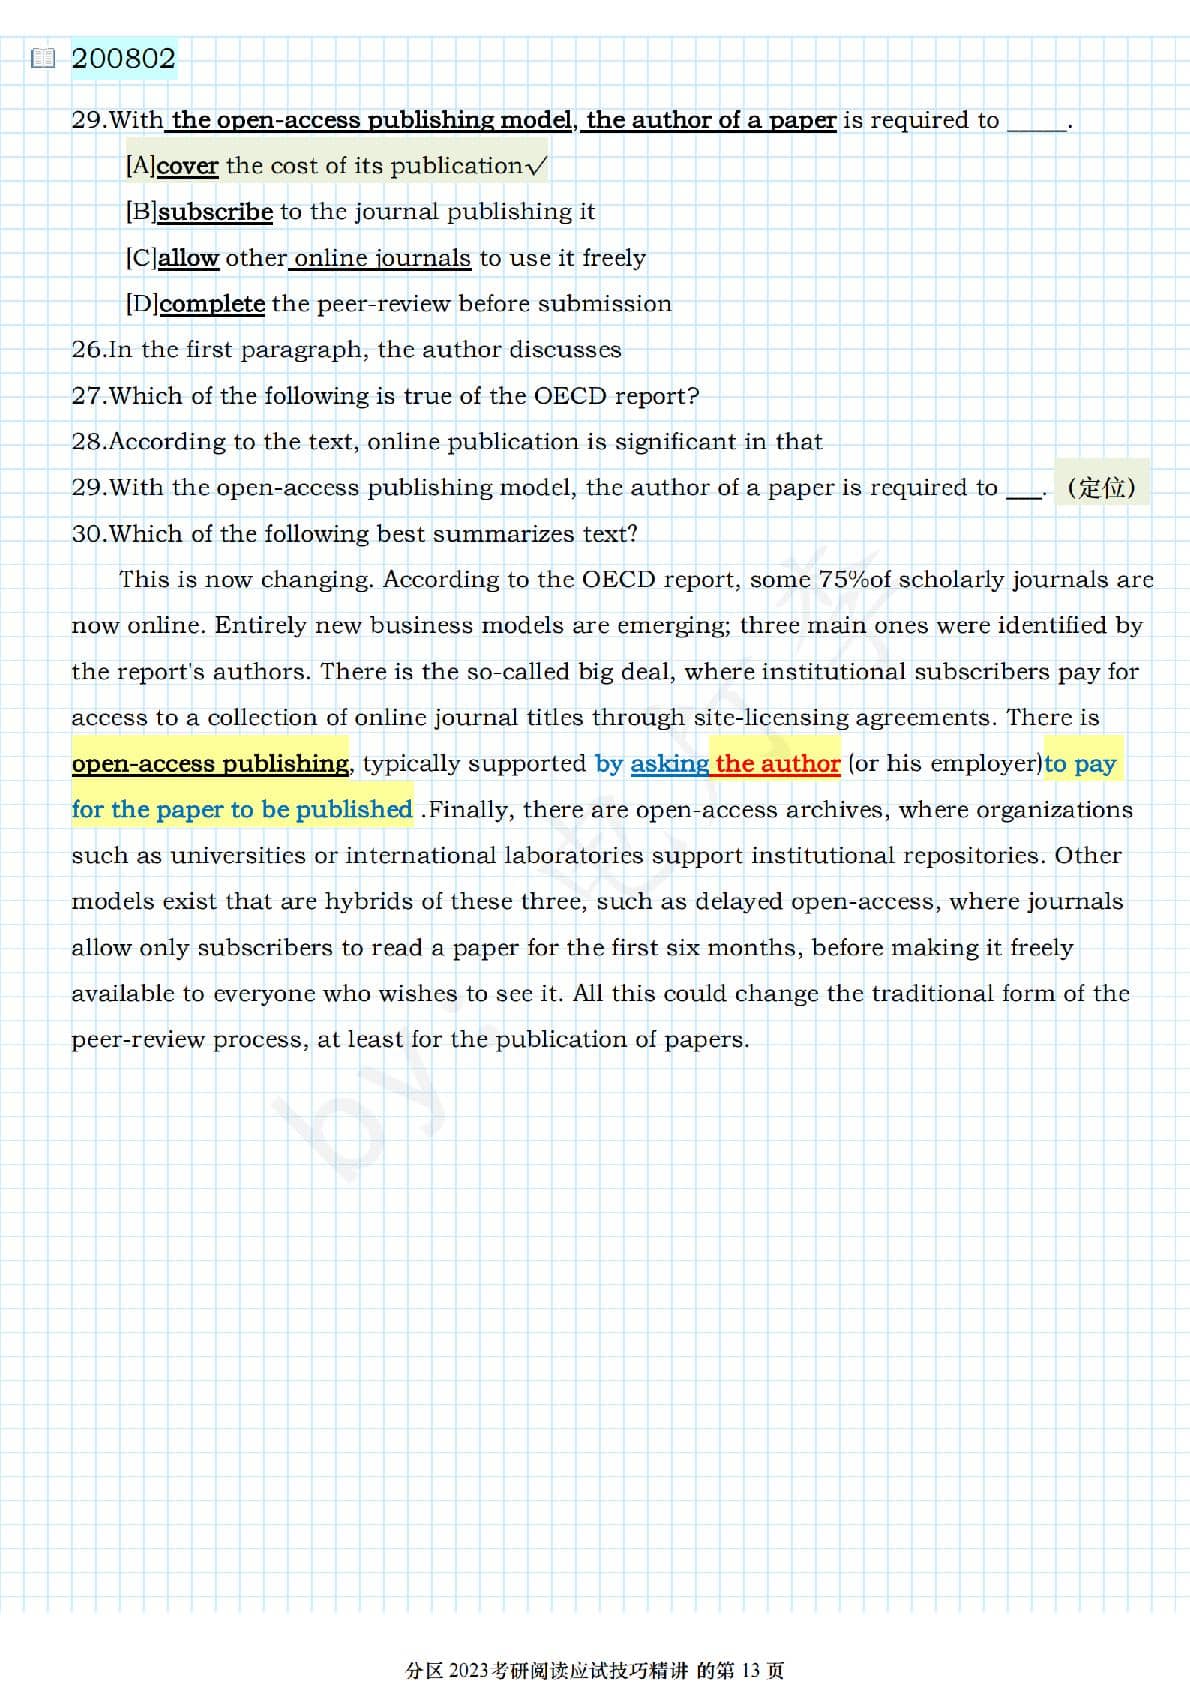 200802
29.With the open-access publishing model, the author of a paper is required to _____.
[A]cover the cost of its publication√
[B]subscribe to the journal publishing it
[C]allow other online journals to use it freely
[D]complete the peer-review before submission
26.In the first paragraph, the author discusses
27.Which of the following is true of the OECD report?
28.According to the text, online publication is significant in that
29.With the open-access publishing model, the author of a paper is required to ___. (定位)
30.Which of the following best summarizes text?
This is now changing. According to the OECD report, some 75%of scholarly journals are
now online. Entirely new business models are emerging; three main ones were identified by
the report's authors. There is the so-called big deal, where institutional subscribers pay for
access to a collection of online journal titles through site-licensing agreements. There is
open-access publishing, typically supported by asking the author (or his employer)to pay
for the paper to be published .Finally, there are open-access archives, where organizations
such as universities or international laboratories support institutional repositories. Other
models exist that are hybrids of these three, such as delayed open-access, where journals
allow only subscribers to read a paper for the first six months, before making it freely
available to everyone who wishes to see it. All this could change the traditional form of the
peer-review process, at least for the publication of papers.
by:
分区 2023考研阅读应试技巧精讲 的第 13 页